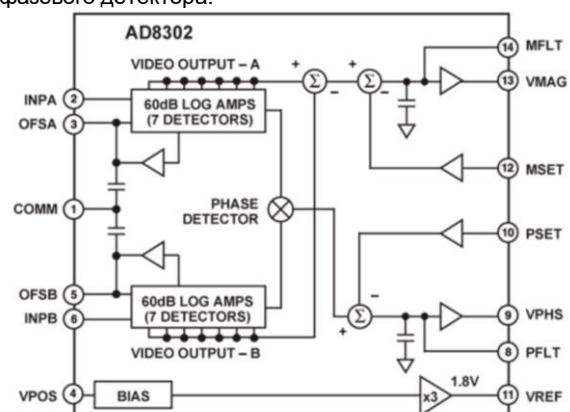 фазового детектора.
AD8302
VIDEO OUTPUT – A
INPA 2
OFSA 3
60dB LOG AMPS
(7 DETECTORS)
+ Σ –
+ Σ –
14 MFLT
13 VMAG
12 MSET
COMM 1
PHASE
DETECTOR
10 PSET
OFSB 5
INPB 6
60dB LOG AMPS
(7 DETECTORS)
–
Σ
+
9 VPHS
8 PFLT
VIDEO OUTPUT – B
VPOS 4
BIAS
x3
1.8V
11 VREF